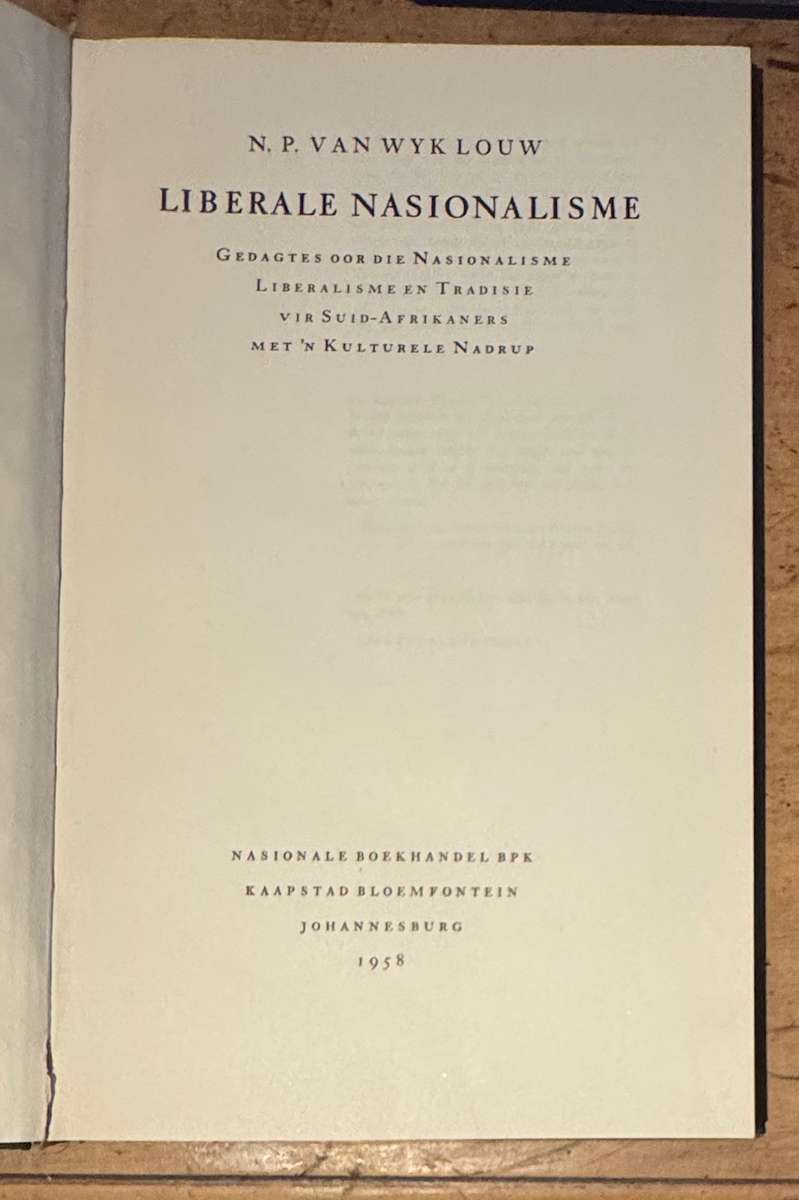 N. P. VAN WYK LOUW
LIBERALE NASIONALISME
GEDAGTES OOR DIE NASIONALISME
LIBERALISME EN TRADISIE
VIR SUID-AFRIKANERS
MET 'N KULTURELE NADRUP
NASIONALE BOEKHANDEL BPK
KAAPSTAD BLOEMFONTEIN
JOHANNESBURG
1958